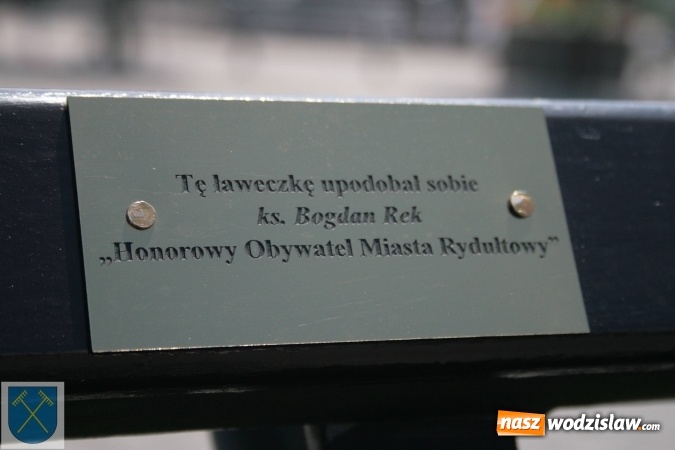 Tę ławeczkę upodobał sobie
ks. Bogdan Rek
„Honorowy Obywatel Miasta Rydułtowy”
nasz wodzislaw.com